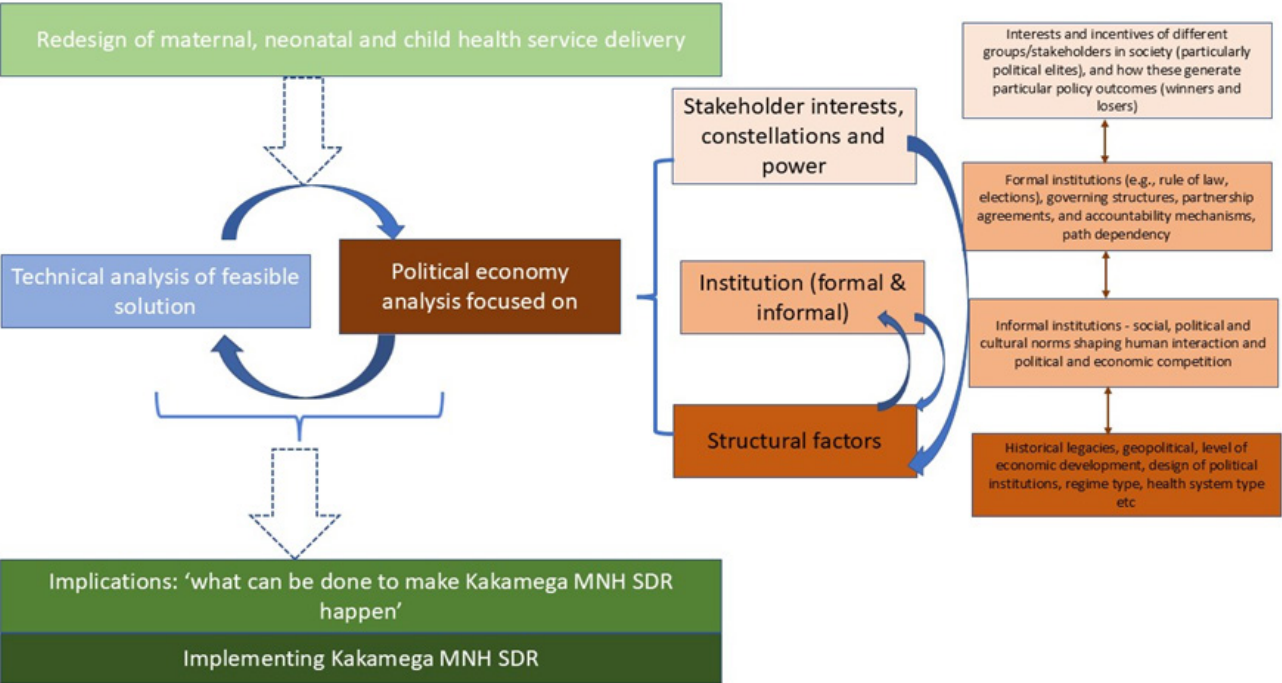 Redesign of maternal, neonatal and child health service delivery
Technical analysis of feasible
solution
Political economy
analysis focused on
Stakeholder interests,
constellations and
power
Institution (formal &
informal)
Structural factors
Interests and incentives of different
groups/stakeholders in society (particularly
political elites), and how these generate
particular policy outcomes (winners and
losers)
Formal institutions (e.g., rule of law,
elections), governing structures, partnership
agreements, and accountability mechanisms,
path dependency
Informal institutions - social, political and
cultural norms shaping human interaction and
political and economic competition
Historical legacies, geopolitical, level of
economic development, design of political
institutions, regime type, health system type
etc
Implications: ‘what can be done to make Kakamega MNH SDR
happen’
Implementing Kakamega MNH SDR